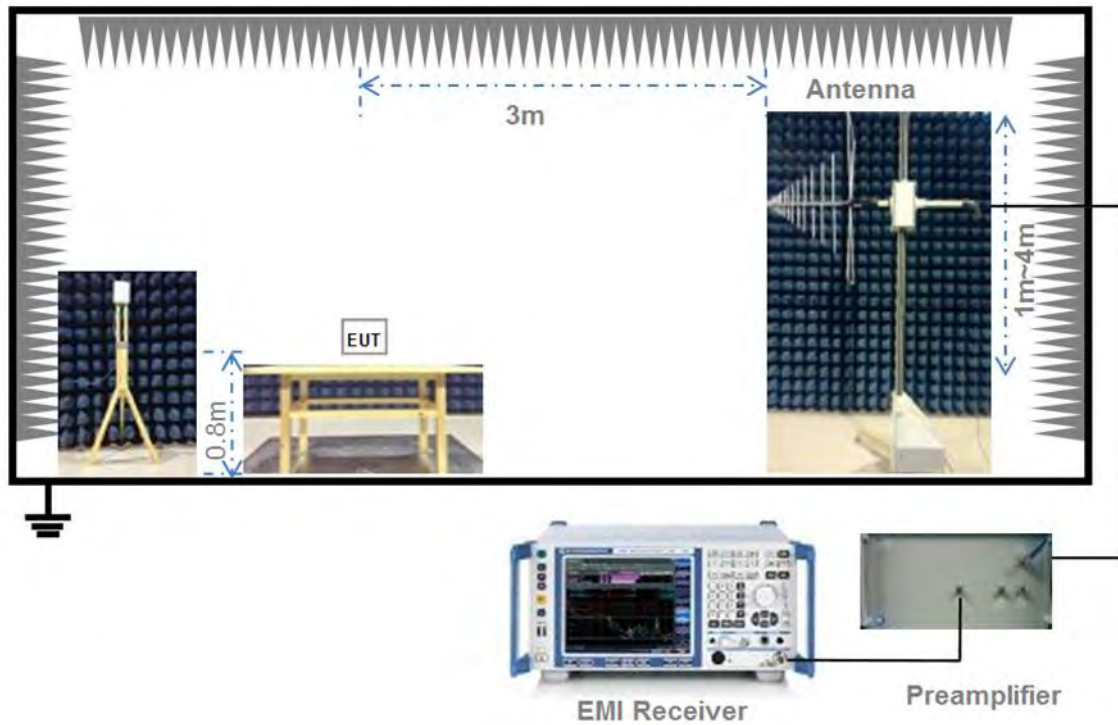 Antenna
3m
1m~4m
EUT
0.8m
EMI Receiver
Preamplifier